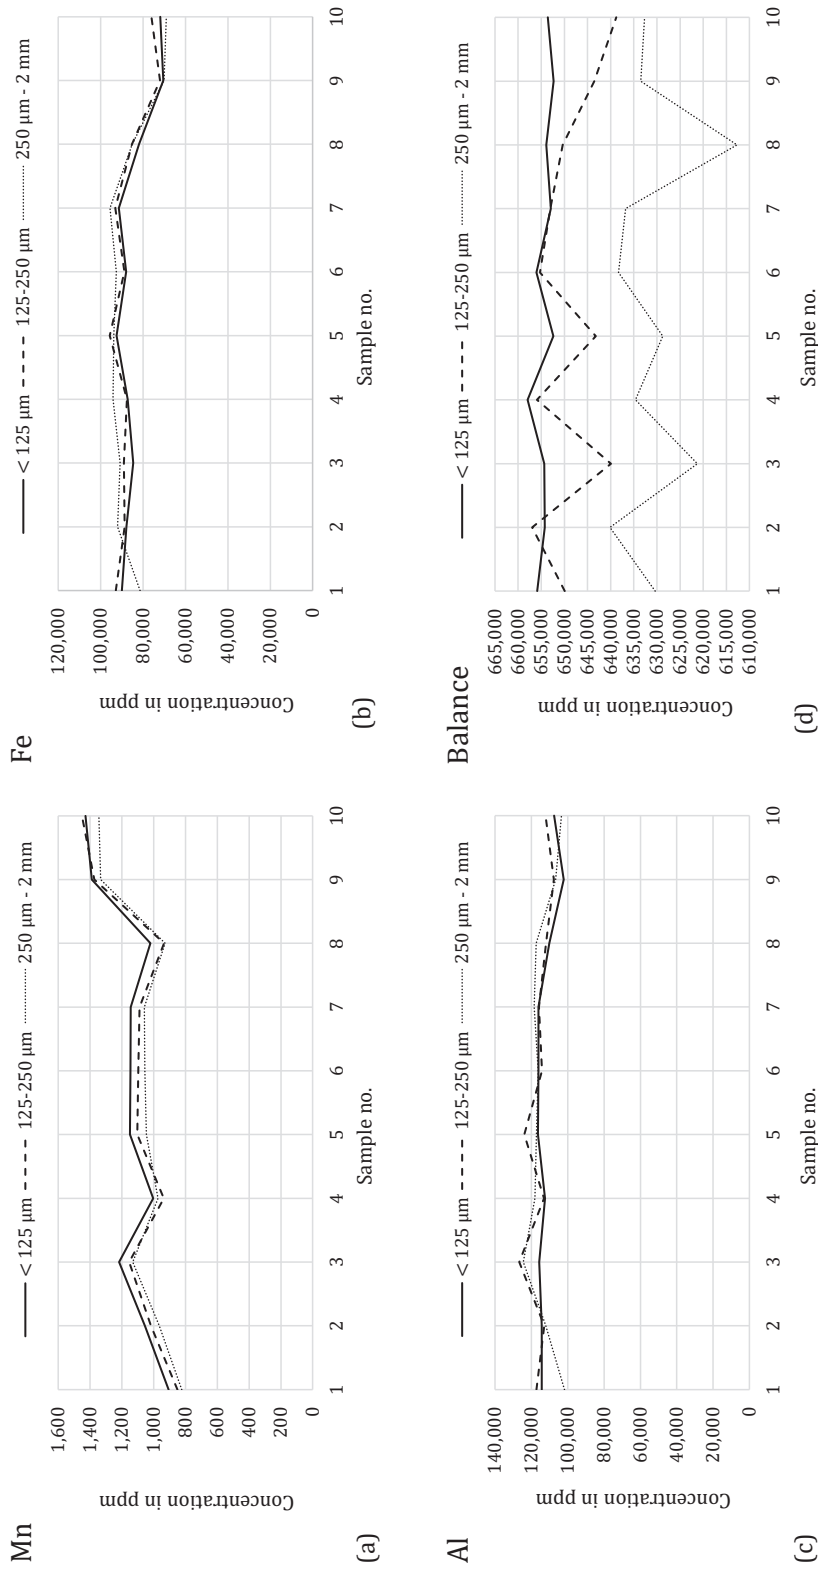 Mn
< 125 µm 125-250 µm 250 µm - 2 mm
Concentration in ppm
1,600
1,400
1,200
1,000
800
600
400
200
0
1 2 3 4 5 6 7 8 9 10
Sample no.
(a)
Fe
< 125 µm 125-250 µm 250 µm - 2 mm
Concentration in ppm
120,000
100,000
80,000
60,000
40,000
20,000
0
1 2 3 4 5 6 7 8 9 10
Sample no.
(b)
Al
< 125 µm 125-250 µm 250 µm - 2 mm
Concentration in ppm
140,000
120,000
100,000
80,000
60,000
40,000
20,000
0
1 2 3 4 5 6 7 8 9 10
Sample no.
(c)
Balance
< 125 µm 125-250 µm 250 µm - 2 mm
Concentration in ppm
665,000
660,000
655,000
650,000
640,000
635,000
630,000
625,000
620,000
615,000
610,000
1 2 3 4 5 6 7 8 9 10
Sample no.
(d)